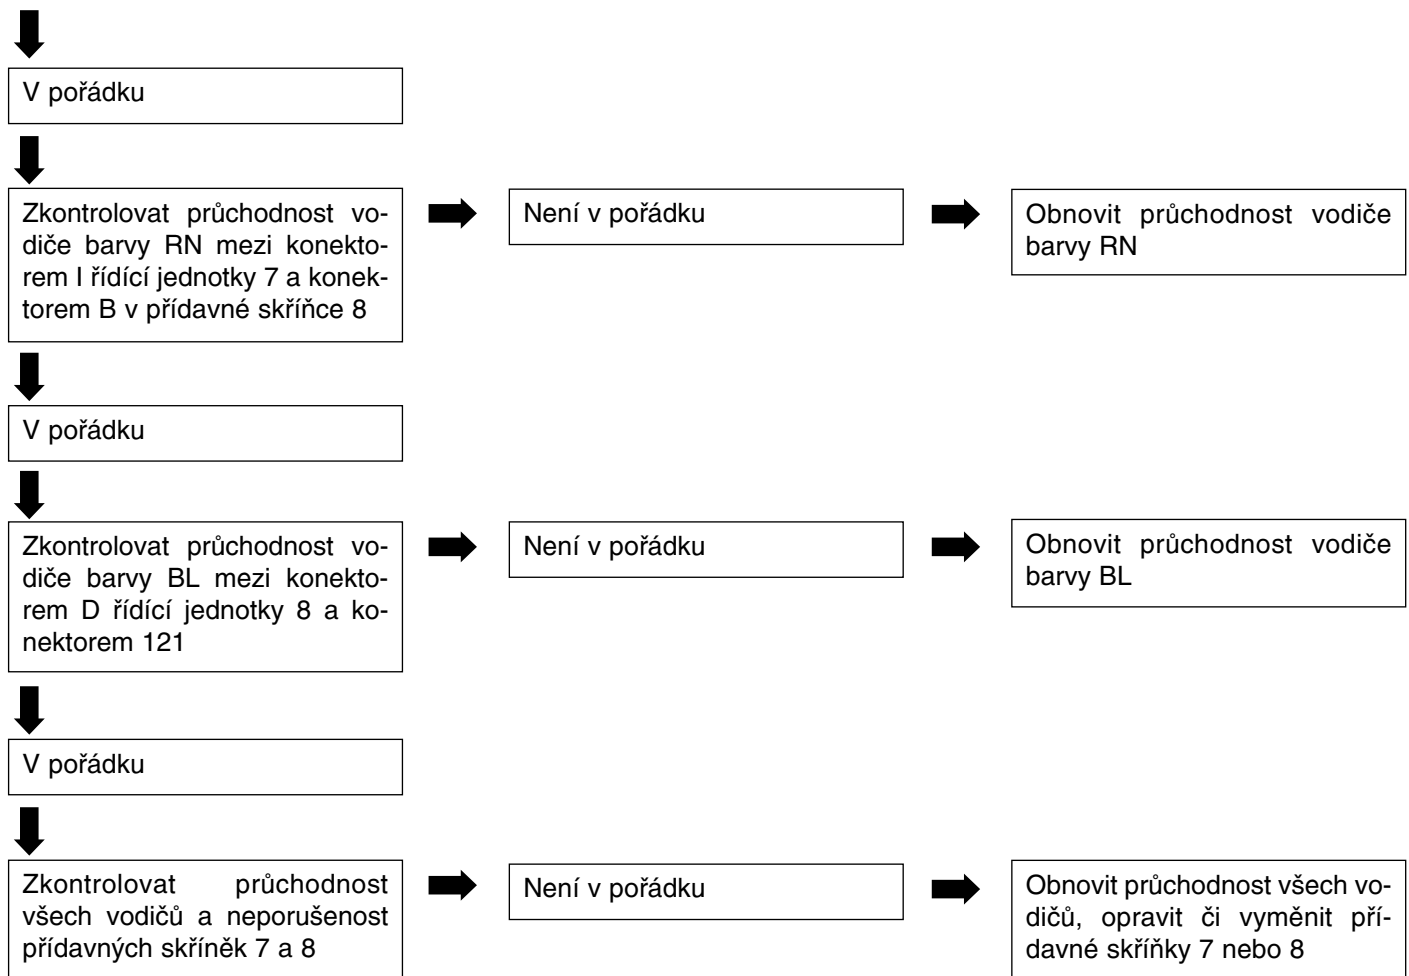 V pořádku
Zkontrolovat průchodnost vo-
diče barvy RN mezi konekto-
rem I řídící jednotky 7 a konek-
torem B v přídavné skříňce 8
Není v pořádku
Obnovit průchodnost vodiče
barvy RN
V pořádku
Zkontrolovat průchodnost vo-
diče barvy BL mezi konekto-
rem D řídící jednotky 8 a ko-
nektorem 121
Není v pořádku
Obnovit průchodnost vodiče
barvy BL
V pořádku
Zkontrolovat průchodnost
všech vodičů a neporušenost
přídavných skříněk 7 a 8
Není v pořádku
Obnovit průchodnost všech vo-
dičů, opravit či vyměnit pří-
davné skříňky 7 nebo 8